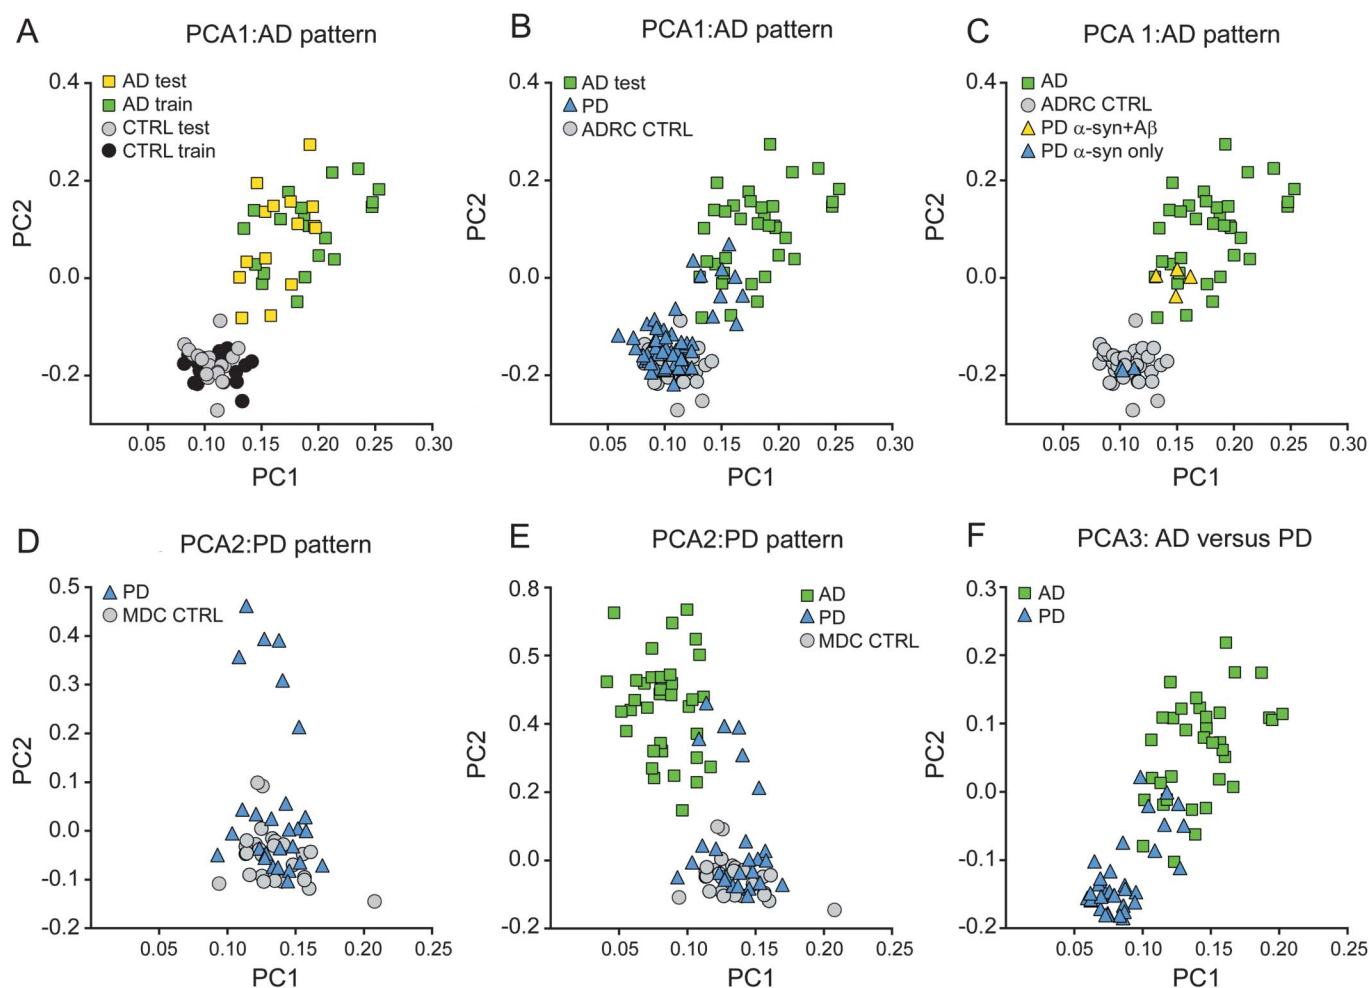 A
PCA1:AD pattern
PC2
0.4
0.2
0.0
-0.2
AD test
AD train
CTRL test
CTRL train
0.05 0.10 0.15 0.20 0.25 0.30
PC1
B
PCA1:AD pattern
PC2
0.4
0.2
0.0
-0.2
AD test
PD
ADRC CTRL
0.05 0.10 0.15 0.20 0.25 0.30
PC1
C
PCA 1:AD pattern
PC2
0.4
0.2
0.0
-0.2
AD
ADRC CTRL
PD α-syn+Aβ
PD α-syn only
0.05 0.10 0.15 0.20 0.25 0.30
PC1
D
PCA2:PD pattern
PC2
0.5
0.4
0.3
0.2
0.1
0.0
-0.1
-0.2
PD
MDC CTRL
0.05 0.10 0.15 0.20 0.25
PC1
E
PCA2:PD pattern
PC2
0.8
0.5
0.4
0.2
0.0
-0.2
AD
PD
MDC CTRL
0.05 0.10 0.15 0.20 0.25
PC1
F
PCA3: AD versus PD
PC2
0.3
0.2
0.1
0.0
-0.1
-0.2
AD
PD
0.05 0.10 0.15 0.20 0.25
PC1